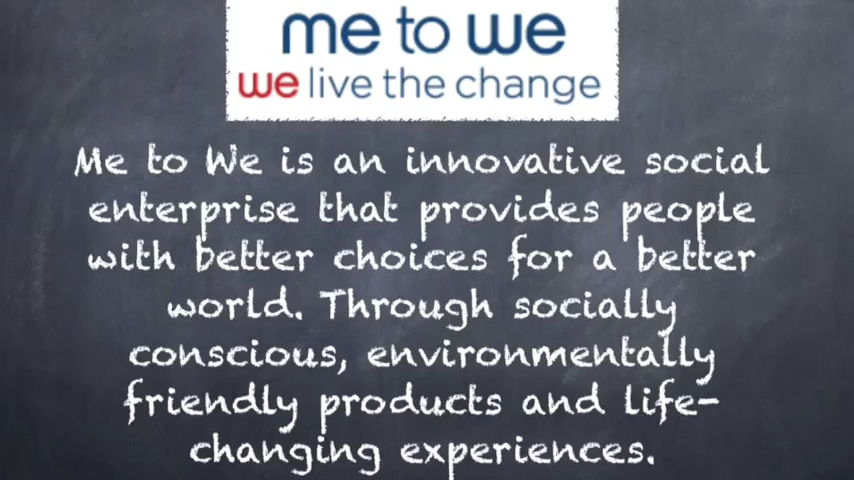 me to we
we live the change
Me to We is an innovative social
enterprise that provides people
with better choices for a better
world. Through socially
conscious, environmentally
friendly products and life-
changing experiences.